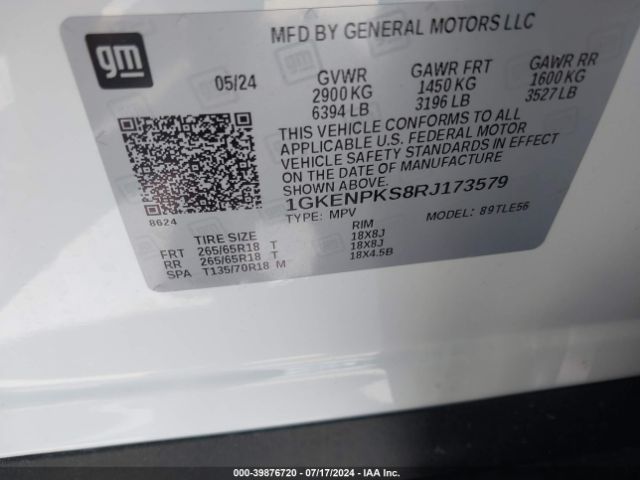 gm
MFD BY GENERAL MOTORS LLC
05/24 GVWR GAWR FRT GAWR RR
2900 KG 1450 KG 1600 KG
6394 LB 3196 LB 3527 LB
THIS VEHICLE CONFORMS TO ALL
APPLICABLE U.S. FEDERAL MOTOR
VEHICLE SAFETY STANDARDS IN EFFECT
ON THE DATE OF MANUFACTURE
SHOWN ABOVE.
1GKENPKS8RJ173579
8624 TYPE: MPV MODEL: 89TLE56
TIRE SIZE RIM
FRT 265/65R18 T 18X8J
RR 265/65R18 T 18X8J
SPA T135/70R18 M 18X4.5B
000-39876720 - 07/17/2024 - IAA Inc.